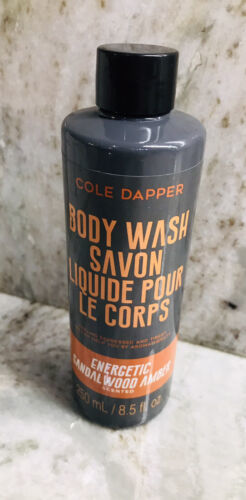 COLE DAPPER
BODY WASH
SAVON
LIQUIDE POUR
LE CORPS
ENERGETIC
SANDALWOOD AMBER
SCENTED
250 mL / 8.5 fl oz